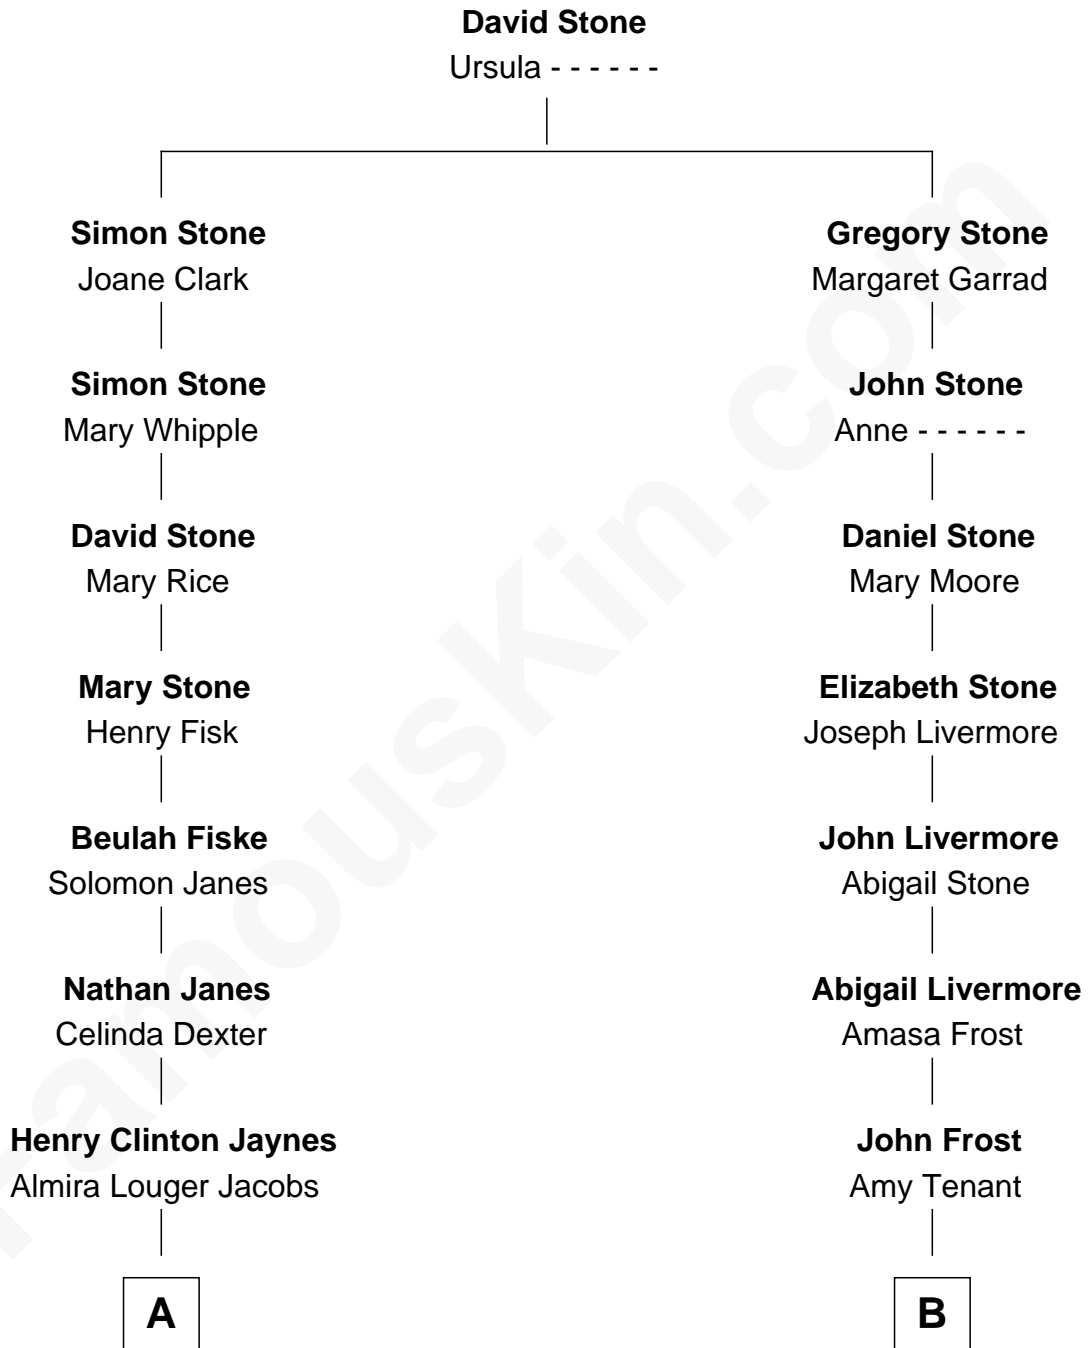 David Stone
Ursula - - - - - -
Simon Stone
Joane Clark
Gregory Stone
Margaret Garrad
Simon Stone
Mary Whipple
John Stone
Anne - - - - - -
David Stone
Mary Rice
Daniel Stone
Mary Moore
Mary Stone
Henry Fisk
Elizabeth Stone
Joseph Livermore
Beulah Fiske
Solomon Janes
John Livermore
Abigail Stone
Nathan Janes
Celinda Dexter
Abigail Livermore
Amasa Frost
Henry Clinton Jaynes
Almira Louger Jacobs
John Frost
Amy Tenant
A
B
FamousKin.com